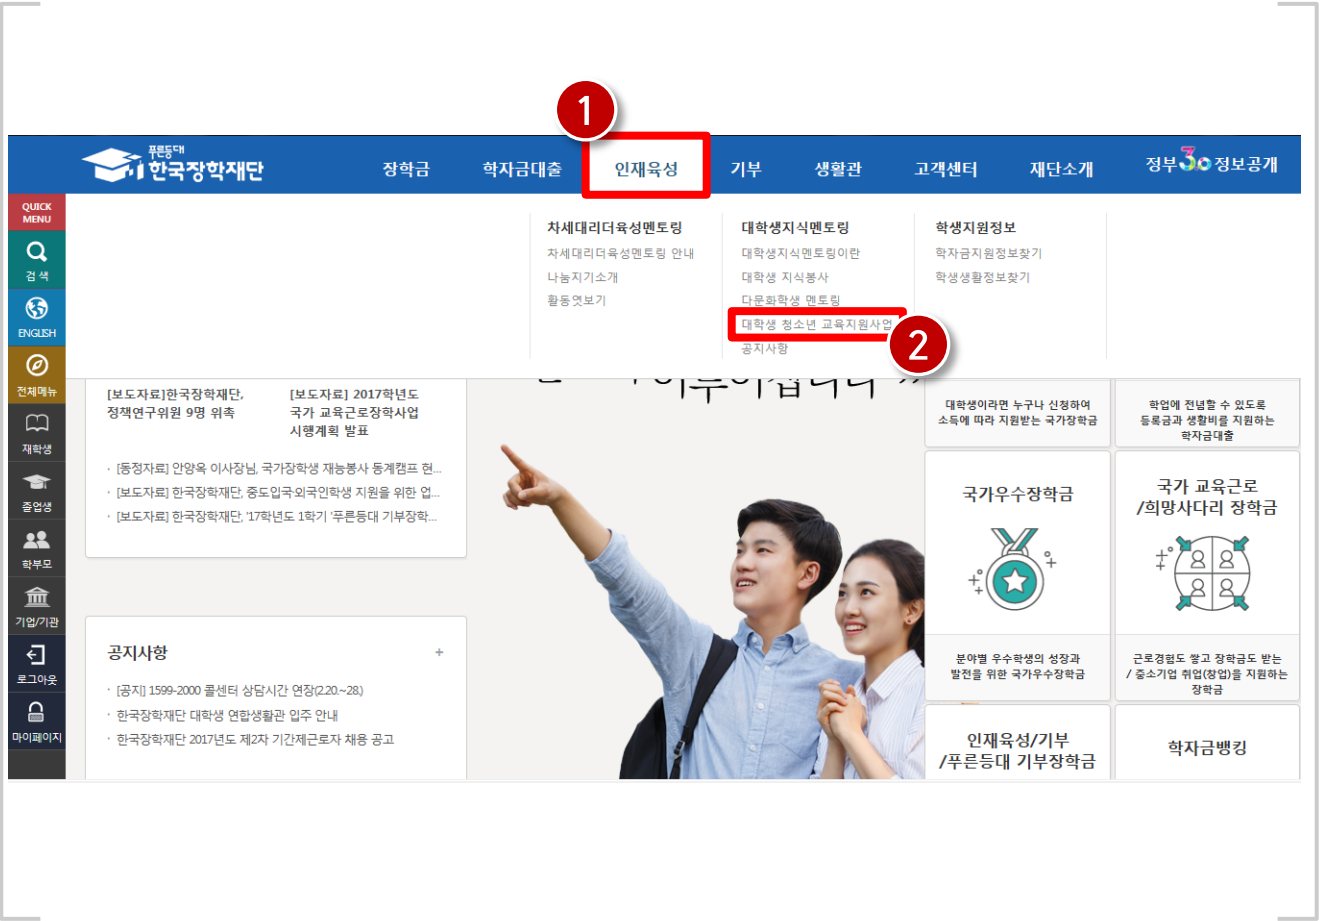 1
푸른등대
한국장학재단
장학금
학자금대출
인재육성
기부
생활관
고객센터
재단소개
정부3.0정보공개
QUICK
MENU
검색
ENGLISH
전체메뉴
재학생
졸업생
학부모
기업/기관
로그아웃
마이페이지
차세대리더육성멘토링
차세대리더육성멘토링 안내
나눔지기소개
활동엿보기
대학생지식멘토링
대학생지식멘토링이란
대학생 지식봉사
다문화학생 멘토링
대학생 청소년 교육지원사업
2
공지사항
학생지원정보
학자금지원정보찾기
학생생활정보찾기
[보도자료]한국장학재단,
정책연구위원 9명 위촉
[보도자료] 2017학년도
국가 교육근로장학사업
시행계획 발표
· [동정자료] 안양옥 이사장님, 국가장학생 재능봉사 동계캠프 현...
· [보도자료] 한국장학재단, 중도입국·외국인학생 지원을 위한 업...
· [보도자료] 한국장학재단, '17학년도 1학기 '푸른등대 기부장학...
공지사항
+
· [공지] 1599-2000 콜센터 상담시간 연장(2.20.~28.)
· 한국장학재단 대학생 연합생활관 입주 안내
· 한국장학재단 2017년도 제2차 기간제근로자 채용 공고
대학생이라면 누구나 신청하여
소득에 따라 지원받는 국가장학금
학업에 전념할 수 있도록
등록금과 생활비를 지원하는
학자금대출
국가우수장학금
분야별 우수학생의 성장과
발전을 위한 국가우수장학금
국가 교육근로
/희망사다리 장학금
근로경험도 쌓고 장학금도 받는
/ 중소기업 취업(창업)을 지원하는
장학금
인재육성/기부
/푸른등대 기부장학금
학자금뱅킹